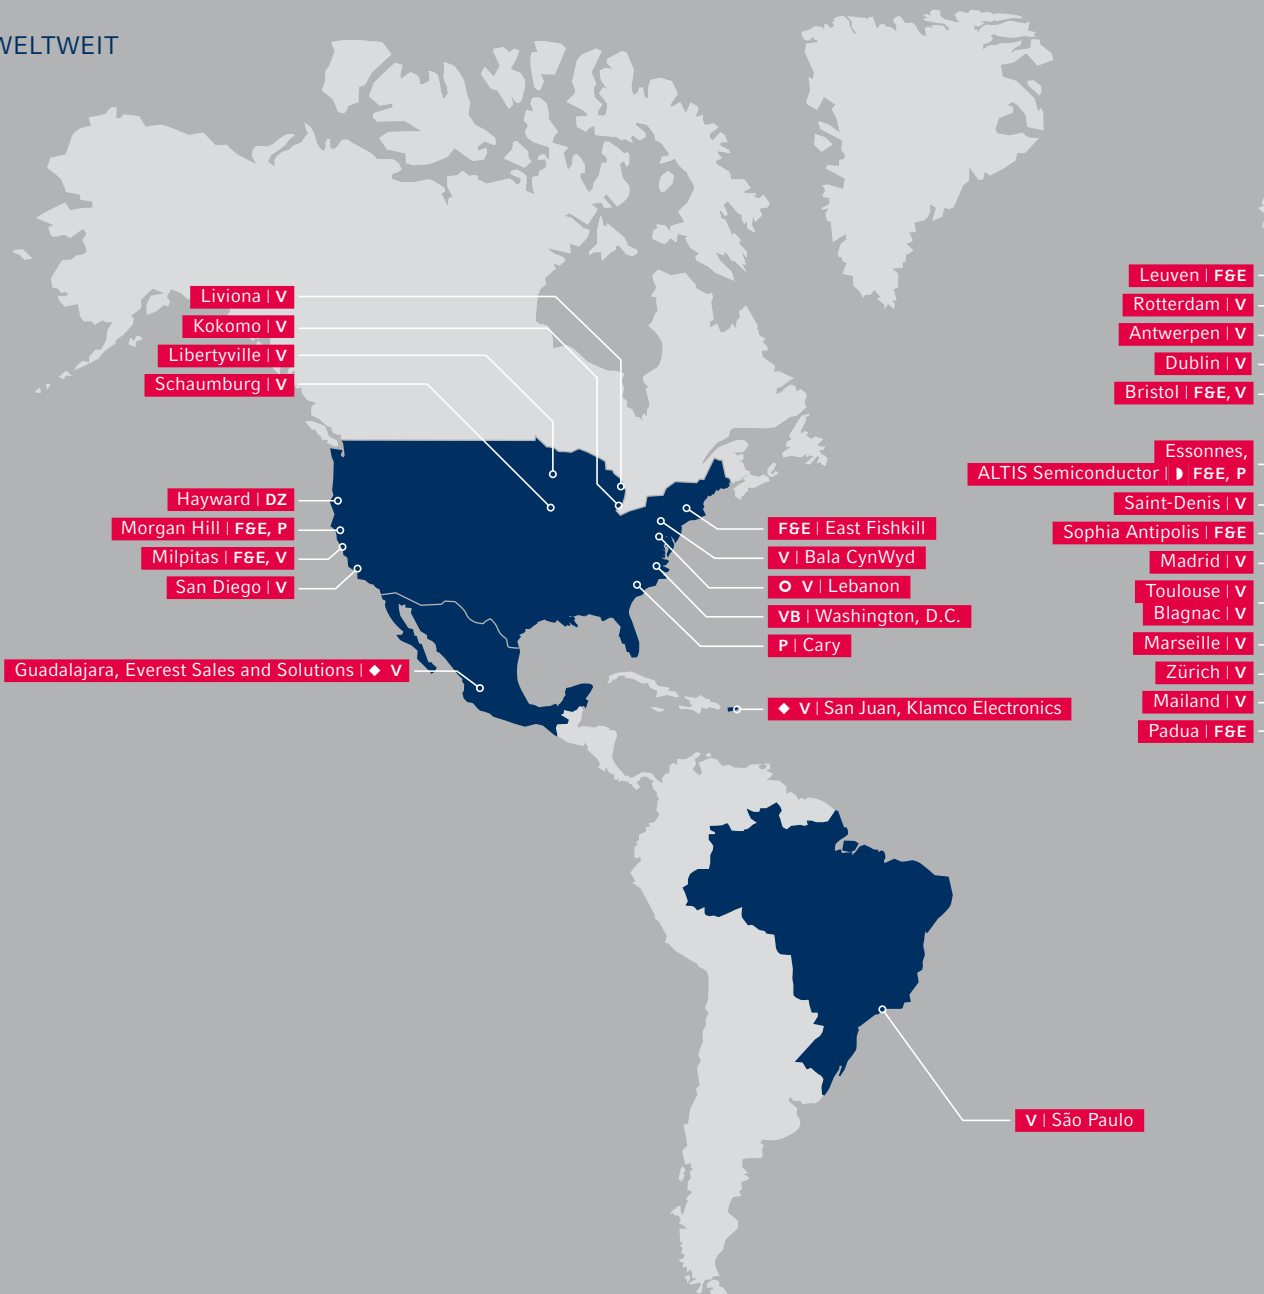 WELTWEIT
Liviona | V
Kokomo | V
Libertyville | V
Schaumburg | V
Hayward | DZ
Morgan Hill | F&E, P
Milpitas | F&E, V
San Diego | V
Guadalajara, Everest Sales and Solutions | ◆ V
F&E | East Fishkill
V | Bala CynWyd
O V | Lebanon
VB | Washington, D.C.
P | Cary
◆ V | San Juan, Klamco Electronics
V | São Paulo
Leuven | F&E
Rotterdam | V
Antwerpen | V
Dublin | V
Bristol | F&E, V
Essonnes,
ALTIS Semiconductor | ◗ F&E, P
Saint-Denis | V
Sophia Antipolis | F&E
Madrid | V
Toulouse | V
Blagnac | V
Marseille | V
Zürich | V
Mailand | V
Padua | F&E